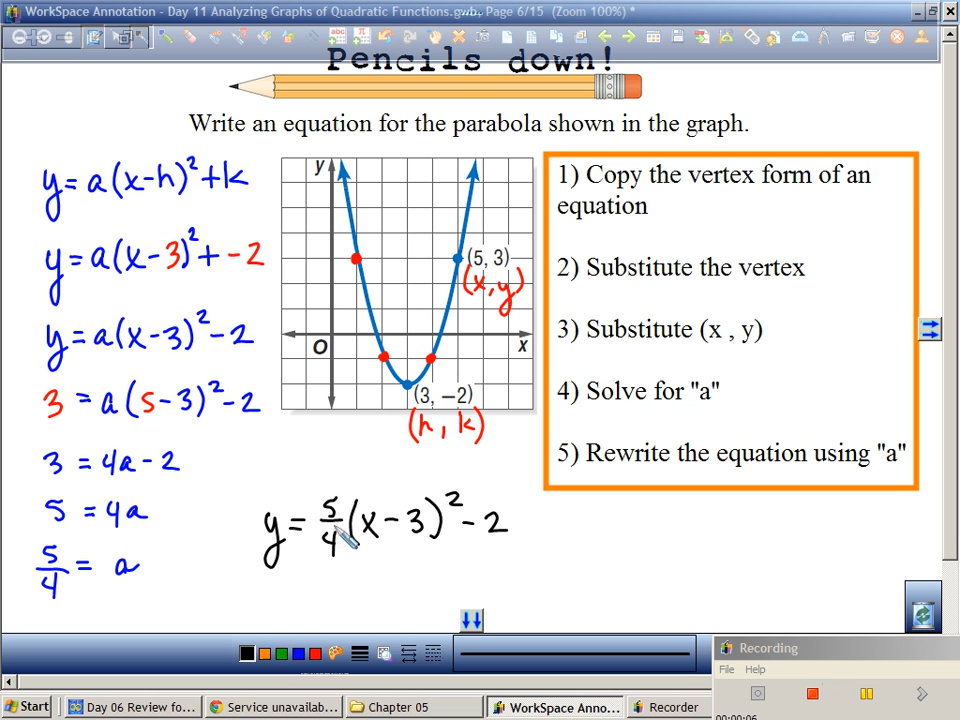 WorkSpace Annotation - Day 11 Analyzing Graphs of Quadratic Functions.gwb - Page 6/15 (Zoom 100%) *
Pencils down!
Write an equation for the parabola shown in the graph.
y = a(x-h)² + k
y = a(x-3)² + -2
y = a(x-3)² - 2
3 = a(5-3)² - 2
3 = 4a - 2
5 = 4a
5/4 = a
y
(5, 3)
(x, y)
O
x
(3, −2)
(h, k)
y = 5/4(x-3)² - 2
1) Copy the vertex form of an
equation
2) Substitute the vertex
3) Substitute (x , y)
4) Solve for "a"
5) Rewrite the equation using "a"
Recording
File Help
00:00:06
Start
Day 06 Review fo...
Service unavailab...
Chapter 05
WorkSpace Anno...
Recorder